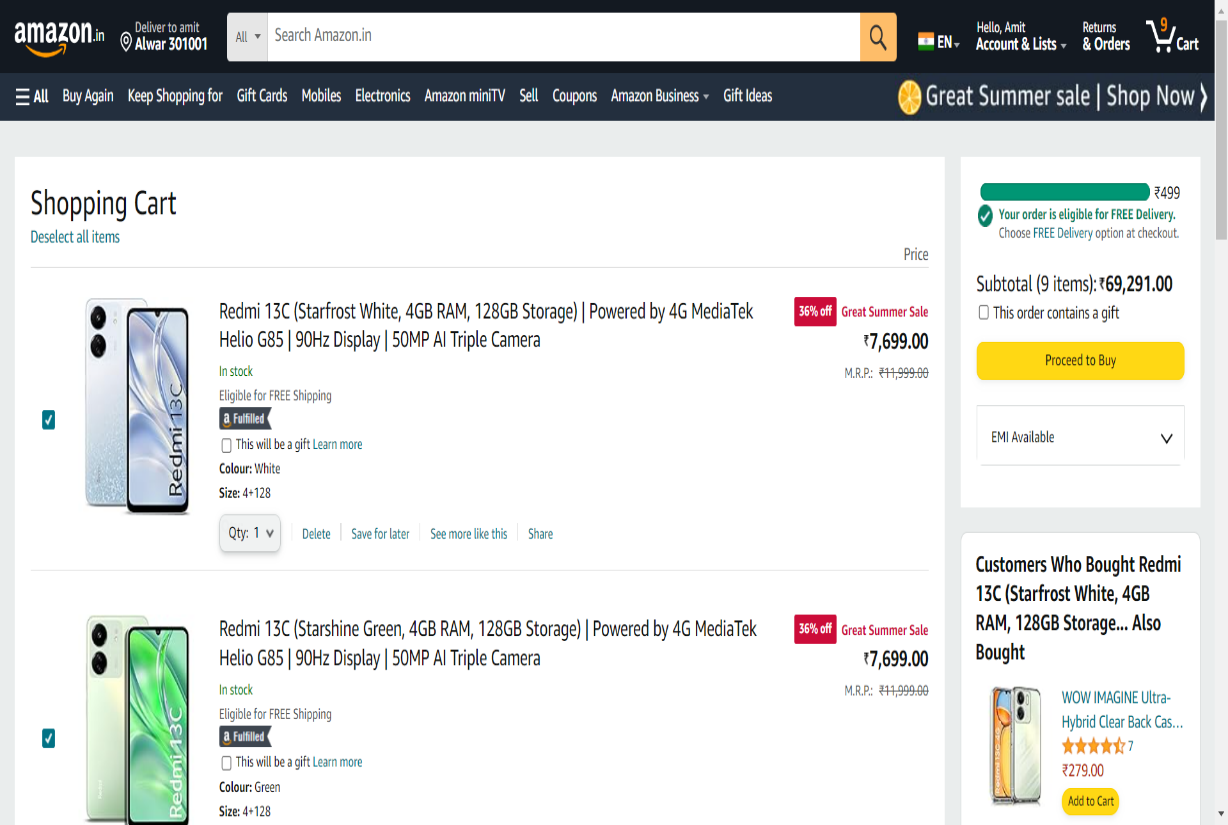 amazon.in
Deliver to amit
Alwar 301001
All
Search Amazon.in
EN
Hello, Amit
Account & Lists
Returns
& Orders
9
Cart
All
Buy Again
Keep Shopping for
Gift Cards
Mobiles
Electronics
Amazon miniTV
Sell
Coupons
Amazon Business
Gift Ideas
Great Summer sale | Shop Now
Shopping Cart
Deselect all items
Price
Redmi 13C
Redmi 13C (Starfrost White, 4GB RAM, 128GB Storage) | Powered by 4G MediaTek
Helio G85 | 90Hz Display | 50MP AI Triple Camera
36% off Great Summer Sale
₹7,699.00
M.R.P.: ₹11,999.00
In stock
Eligible for FREE Shipping
a Fulfilled
This will be a gift Learn more
Colour: White
Size: 4+128
Qty: 1
Delete
Save for later
See more like this
Share
Redmi 13C
Redmi 13C (Starshine Green, 4GB RAM, 128GB Storage) | Powered by 4G MediaTek
Helio G85 | 90Hz Display | 50MP AI Triple Camera
36% off Great Summer Sale
₹7,699.00
M.R.P.: ₹11,999.00
In stock
Eligible for FREE Shipping
a Fulfilled
This will be a gift Learn more
Colour: Green
Size: 4+128
₹499
Your order is eligible for FREE Delivery.
Choose FREE Delivery option at checkout.
Subtotal (9 items): ₹69,291.00
This order contains a gift
Proceed to Buy
EMI Available
Customers Who Bought Redmi
13C (Starfrost White, 4GB
RAM, 128GB Storage... Also
Bought
WOW IMAGINE Ultra-
Hybrid Clear Back Cas...
7
₹279.00
Add to Cart